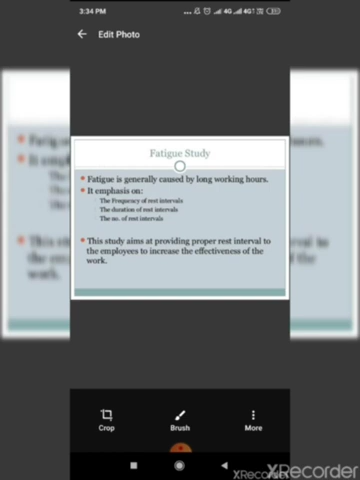 3:34 PM
Edit Photo
Fatigue Study
Fatigue is generally caused by long working hours.
It emphasis on:
The Frequency of rest intervals
The duration of rest intervals
The no. of rest intervals
This study aims at providing proper rest interval to
the employees to increase the effectiveness of the
work.
Crop
Brush
More
XRecorder
XRecorder